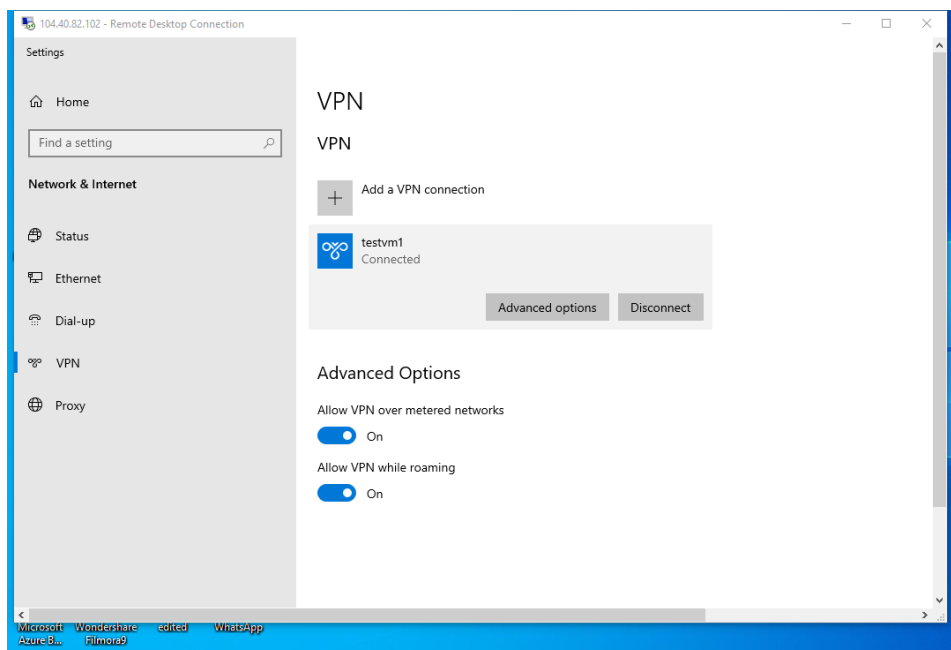 104.40.82.102 - Remote Desktop Connection
Settings
Home
Find a setting
Network & Internet
Status
Ethernet
Dial-up
VPN
Proxy
VPN
VPN
Add a VPN connection
testvm1
Connected
Advanced options
Disconnect
Advanced Options
Allow VPN over metered networks
On
Allow VPN while roaming
On
Microsoft Azure B...
Wondershare Filmora9
edited
WhatsApp